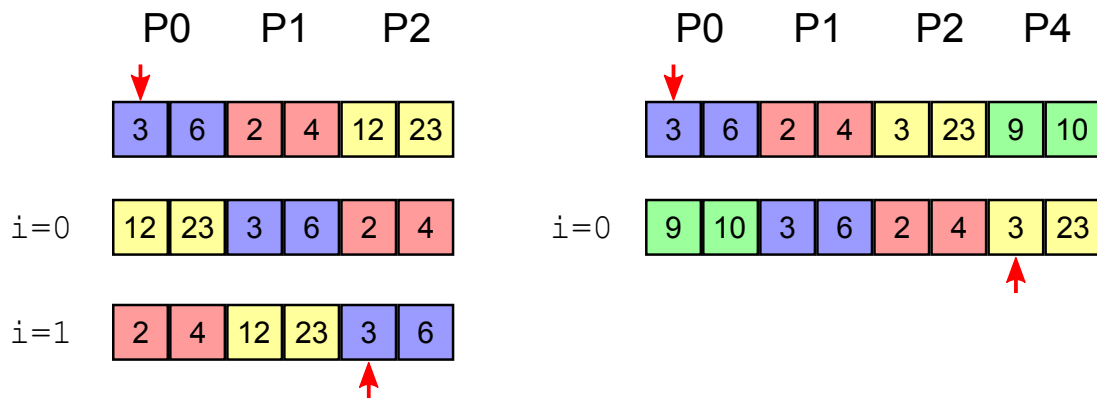 P0 P1 P2
3 6 2 4 12 23
i=0 12 23 3 6 2 4
i=1 2 4 12 23 3 6
P0 P1 P2 P4
3 6 2 4 3 23 9 10
i=0 9 10 3 6 2 4 3 23